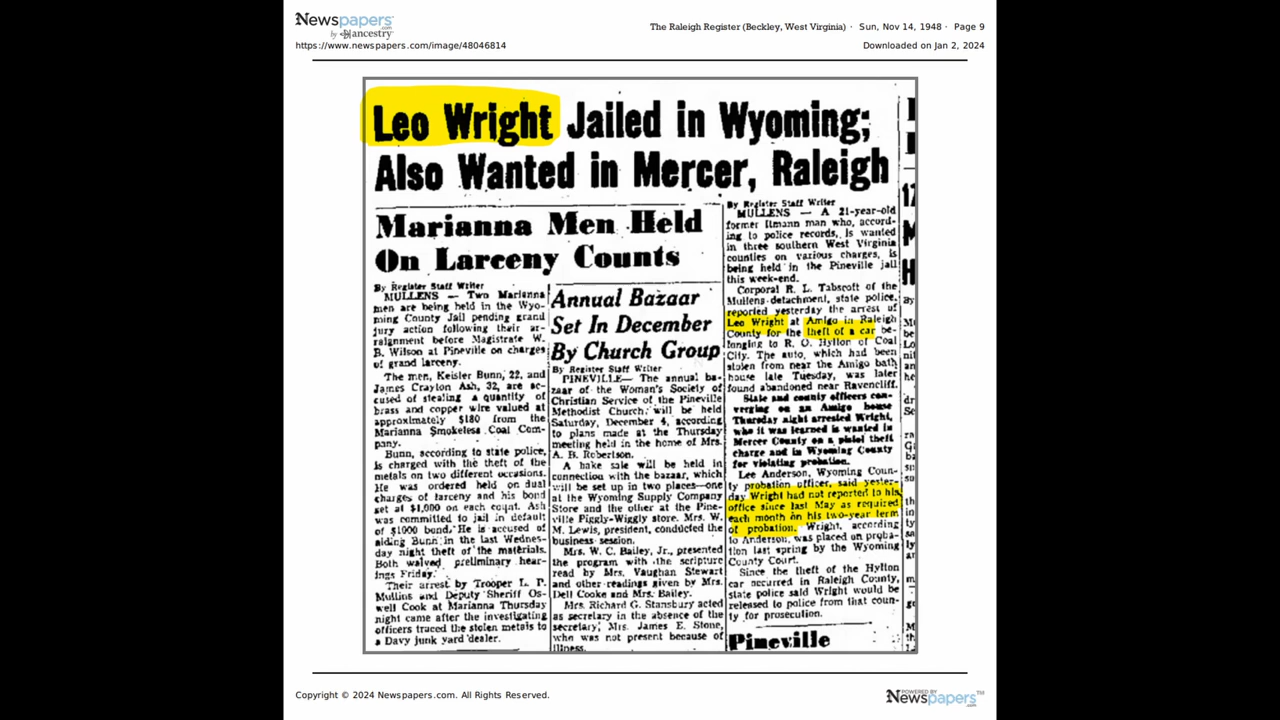 Newspapers.com
by ancestry
The Raleigh Register (Beckley, West Virginia) · Sun, Nov 14, 1948 · Page 9
https://www.newspapers.com/image/48046814
Downloaded on Jan 2, 2024
Leo Wright Jailed in Wyoming;
Also Wanted in Mercer, Raleigh
Marianna Men Held
On Larceny Counts
By Register Staff Writer
MULLENS — Two Marianna
men are being held in the Wyo-
ming County Jail pending grand
jury action following their ar-
raignment before Magistrate W.
B. Wilson at Pineville on charges
of grand larceny.
The men, Keisler Bunn, 22, and
James Crayton Ash, 32, are ac-
cused of stealing a quantity of
brass and copper wire valued at
approximately $180 from the
Marianna Smokeless Coal Com-
pany.
Bunn, according to state police,
is charged with the theft of the
metals on two different occasions.
He was ordered held on dual
charges of larceny and his bond
set at $1,000 on each count. Ash
was committed to jail in default
of $1000 bond. He is accused of
aiding Bunn in the last Wednes-
day night theft of the materials.
Both waived preliminary hear-
ings Friday.
Their arrest by Trooper L. P.
Mullins and Deputy Sheriff Os-
well Cook at Marianna Thursday
night came after the investigating
officers traced the stolen metals to
a Davy junk yard dealer.
Annual Bazaar
Set In December
By Church Group
By Register Staff Writer
PINEVILLE— The annual ba-
zaar of the Woman's Society of
Christian Service of the Pineville
Methodist Church will be held
Saturday, December 4, according
to plans made at the Thursday
meeting held in the home of Mrs.
A. B. Robertson.
A bake sale will be held in
connection with the bazaar, which
will be set up in two places—one
at the Wyoming Supply Company
Store and the other at the Pine-
ville Piggly-Wiggly store. Mrs. W.
M. Lewis, president, conducted the
business session.
Mrs. W. C. Bailey, Jr., presented
the program with the scripture
read by Mrs. Vaughan Stewart
and other readings given by Mrs.
Dell Cooke and Mrs. Bailey.
Mrs. Richard G. Stansbury acted
as secretary in the absence of the
secretary, Mrs. James E. Stone,
who was not present because of
illness.
By Register Staff Writer
MULLENS — A 21-year-old
former Itmann man who, accord-
ing to police records, is wanted
in three southern West Virginia
counties on various charges, is
being held in the Pineville jail
this week-end.
Corporal R. L. Tabscott of the
Mullens detachment, state police,
reported yesterday the arrest of
Leo Wright at Amigo in Raleigh
County for the theft of a car be-
longing to R. O. Hylton of Coal
City. The auto, which had been
stolen from near the Amigo bath
house late Tuesday, was later
found abandoned near Ravencliff.
State and county officers con-
verging on an Amigo house
Thursday night arrested Wright,
who it was learned is wanted in
Mercer County on a pistol theft
charge and in Wyoming County
for violating probation.
Lee Anderson, Wyoming Coun-
ty probation officer, said yester-
day Wright had not reported to his
office since last May as required
each month on his two-year term
of probation. Wright, according
to Anderson, was placed on proba-
tion last spring by the Wyoming
County Court.
Since the theft of the Hylton
car occurred in Raleigh County,
state police said Wright would be
released to police from that coun-
ty for prosecution.
Pineville
Copyright © 2024 Newspapers.com. All Rights Reserved.
POWERED BY
Newspapers.com™